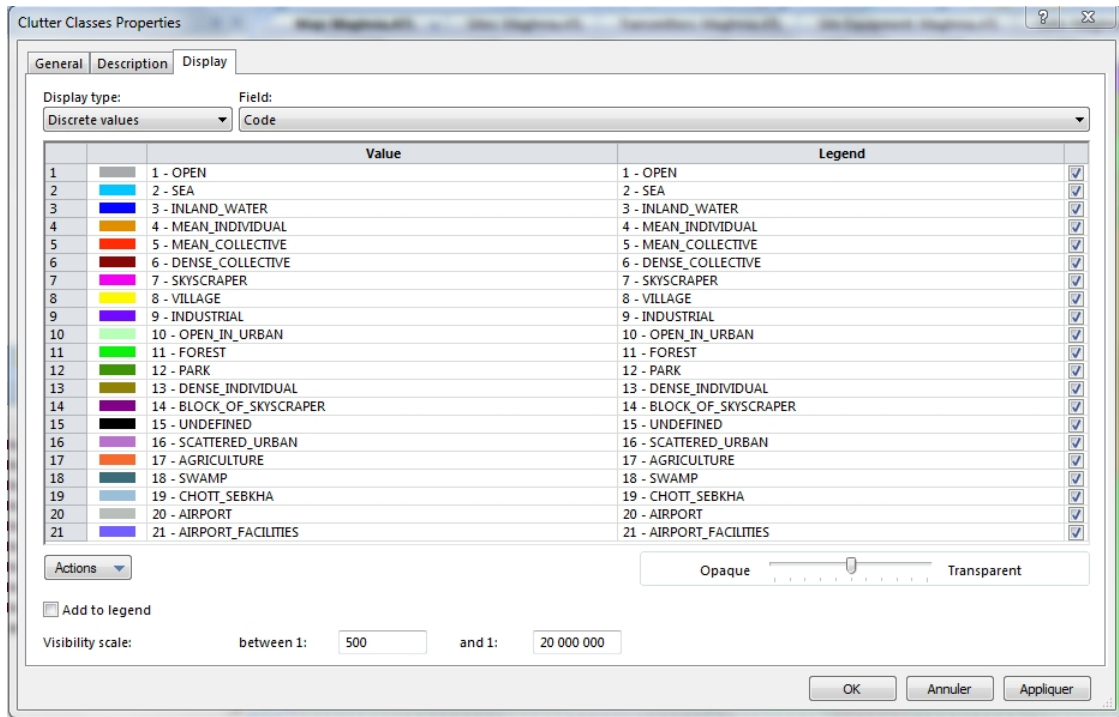 Clutter Classes Properties
General Description Display
Display type: Field:
Discrete values Code
Value Legend
1 1 - OPEN 1 - OPEN
2 2 - SEA 2 - SEA
3 3 - INLAND_WATER 3 - INLAND_WATER
4 4 - MEAN_INDIVIDUAL 4 - MEAN_INDIVIDUAL
5 5 - MEAN_COLLECTIVE 5 - MEAN_COLLECTIVE
6 6 - DENSE_COLLECTIVE 6 - DENSE_COLLECTIVE
7 7 - SKYSCRAPER 7 - SKYSCRAPER
8 8 - VILLAGE 8 - VILLAGE
9 9 - INDUSTRIAL 9 - INDUSTRIAL
10 10 - OPEN_IN_URBAN 10 - OPEN_IN_URBAN
11 11 - FOREST 11 - FOREST
12 12 - PARK 12 - PARK
13 13 - DENSE_INDIVIDUAL 13 - DENSE_INDIVIDUAL
14 14 - BLOCK_OF_SKYSCRAPER 14 - BLOCK_OF_SKYSCRAPER
15 15 - UNDEFINED 15 - UNDEFINED
16 16 - SCATTERED_URBAN 16 - SCATTERED_URBAN
17 17 - AGRICULTURE 17 - AGRICULTURE
18 18 - SWAMP 18 - SWAMP
19 19 - CHOTT_SEBKHA 19 - CHOTT_SEBKHA
20 20 - AIRPORT 20 - AIRPORT
21 21 - AIRPORT_FACILITIES 21 - AIRPORT_FACILITIES
Actions Opaque Transparent
Add to legend
Visibility scale: between 1: 500 and 1: 20 000 000
OK Annuler Appliquer